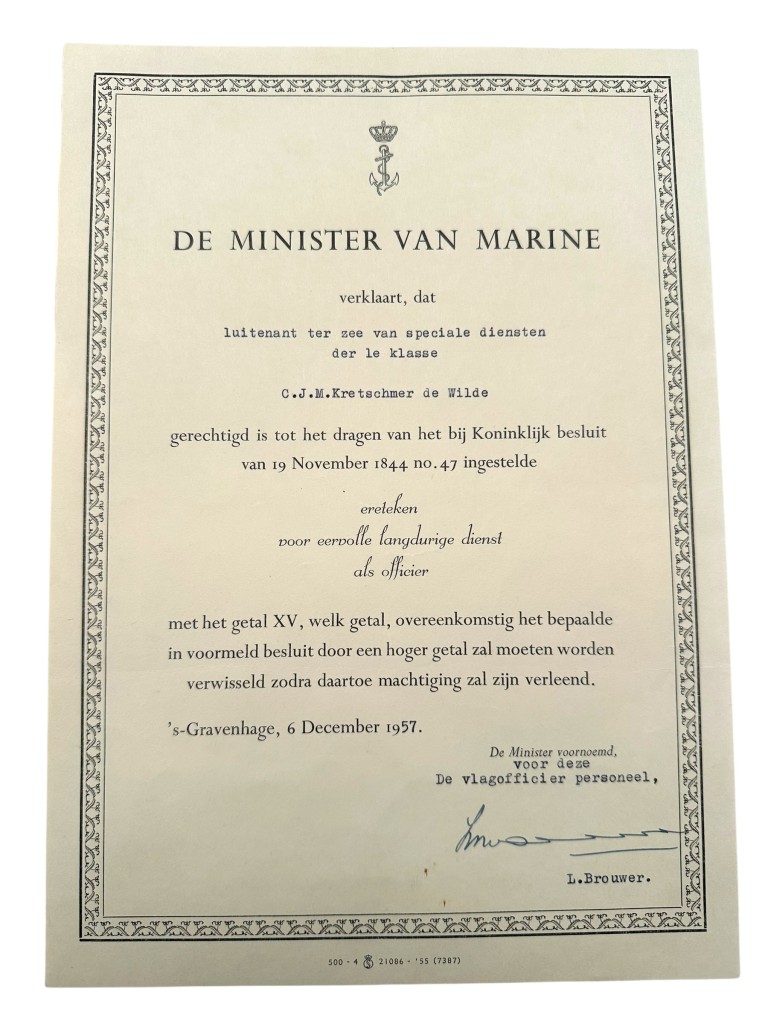 DE MINISTER VAN MARINE
verklaart, dat
luitenant ter zee van speciale diensten
der 1e klasse
C.J.M.Kretschmer de Wilde
gerechtigd is tot het dragen van het bij Koninklijk besluit
van 19 November 1844 no. 47 ingestelde
ereteken
voor eervolle langdurige dienst
als officier
met het getal XV, welk getal, overeenkomstig het bepaalde
in voormeld besluit door een hoger getal zal moeten worden
verwisseld zodra daartoe machtiging zal zijn verleend.
's-Gravenhage, 6 December 1957.
De Minister voornoemd,
voor deze
De vlagofficier personeel,
L.Brouwer.
500 - 4 21086 - '55 (7387)